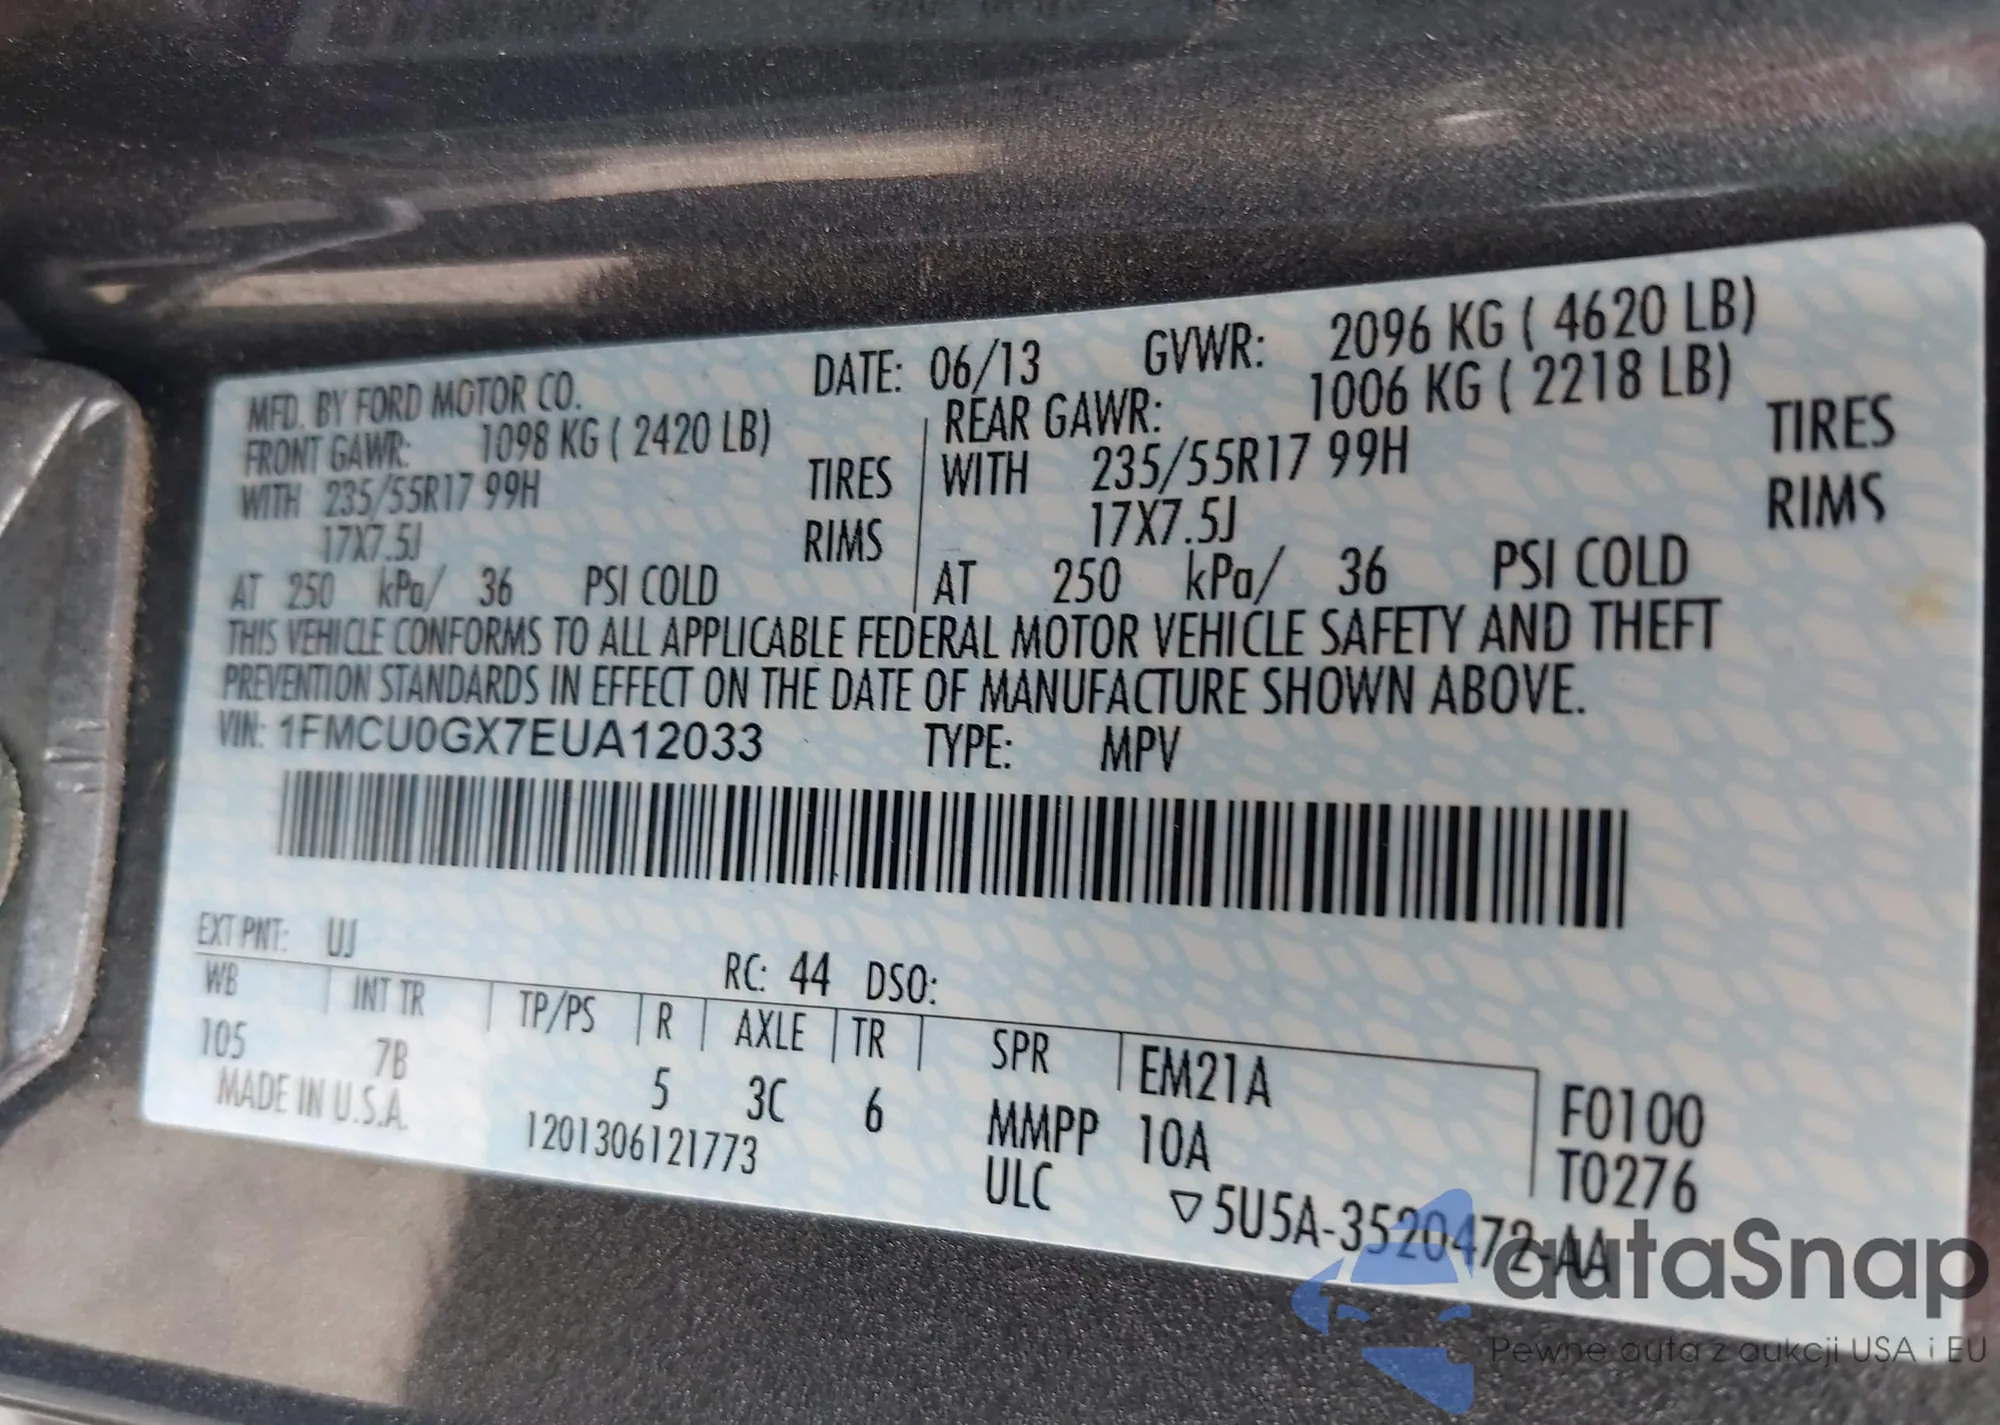 MFD. BY FORD MOTOR CO. DATE: 06/13 GVWR: 2096 KG ( 4620 LB)
FRONT GAWR: 1098 KG ( 2420 LB) REAR GAWR: 1006 KG ( 2218 LB)
WITH 235/55R17 99H TIRES WITH 235/55R17 99H TIRES
17X7.5J RIMS 17X7.5J RIMS
AT 250 kPa/ 36 PSI COLD AT 250 kPa/ 36 PSI COLD
THIS VEHICLE CONFORMS TO ALL APPLICABLE FEDERAL MOTOR VEHICLE SAFETY AND THEFT
PREVENTION STANDARDS IN EFFECT ON THE DATE OF MANUFACTURE SHOWN ABOVE.
VIN: 1FMCU0GX7EUA12033 TYPE: MPV
EXT PNT: UJ RC: 44 DSO:
WB INT TR TP/PS R AXLE TR SPR EM21A F0100
105 7B 5 3C 6 MMPP 10A T0276
MADE IN U.S.A. 1201306121773 ULC ▽5U5A-3520472-AA
autaSnap
Pewne auta z aukcji USA i EU